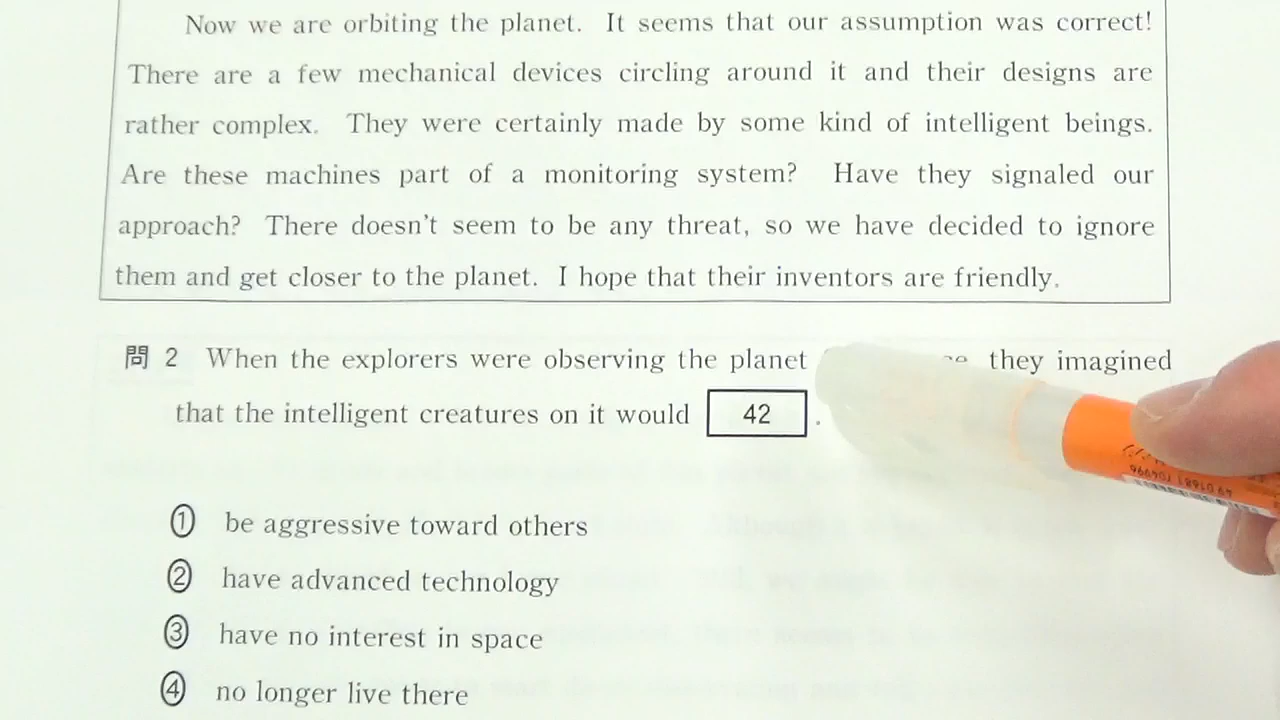 Now we are orbiting the planet. It seems that our assumption was correct!
There are a few mechanical devices circling around it and their designs are
rather complex. They were certainly made by some kind of intelligent beings.
Are these machines part of a monitoring system? Have they signaled our
approach? There doesn't seem to be any threat, so we have decided to ignore
them and get closer to the planet. I hope that their inventors are friendly.
問 2 When the explorers were observing the planet they imagined
that the intelligent creatures on it would 42 .
① be aggressive toward others
② have advanced technology
③ have no interest in space
④ no longer live there